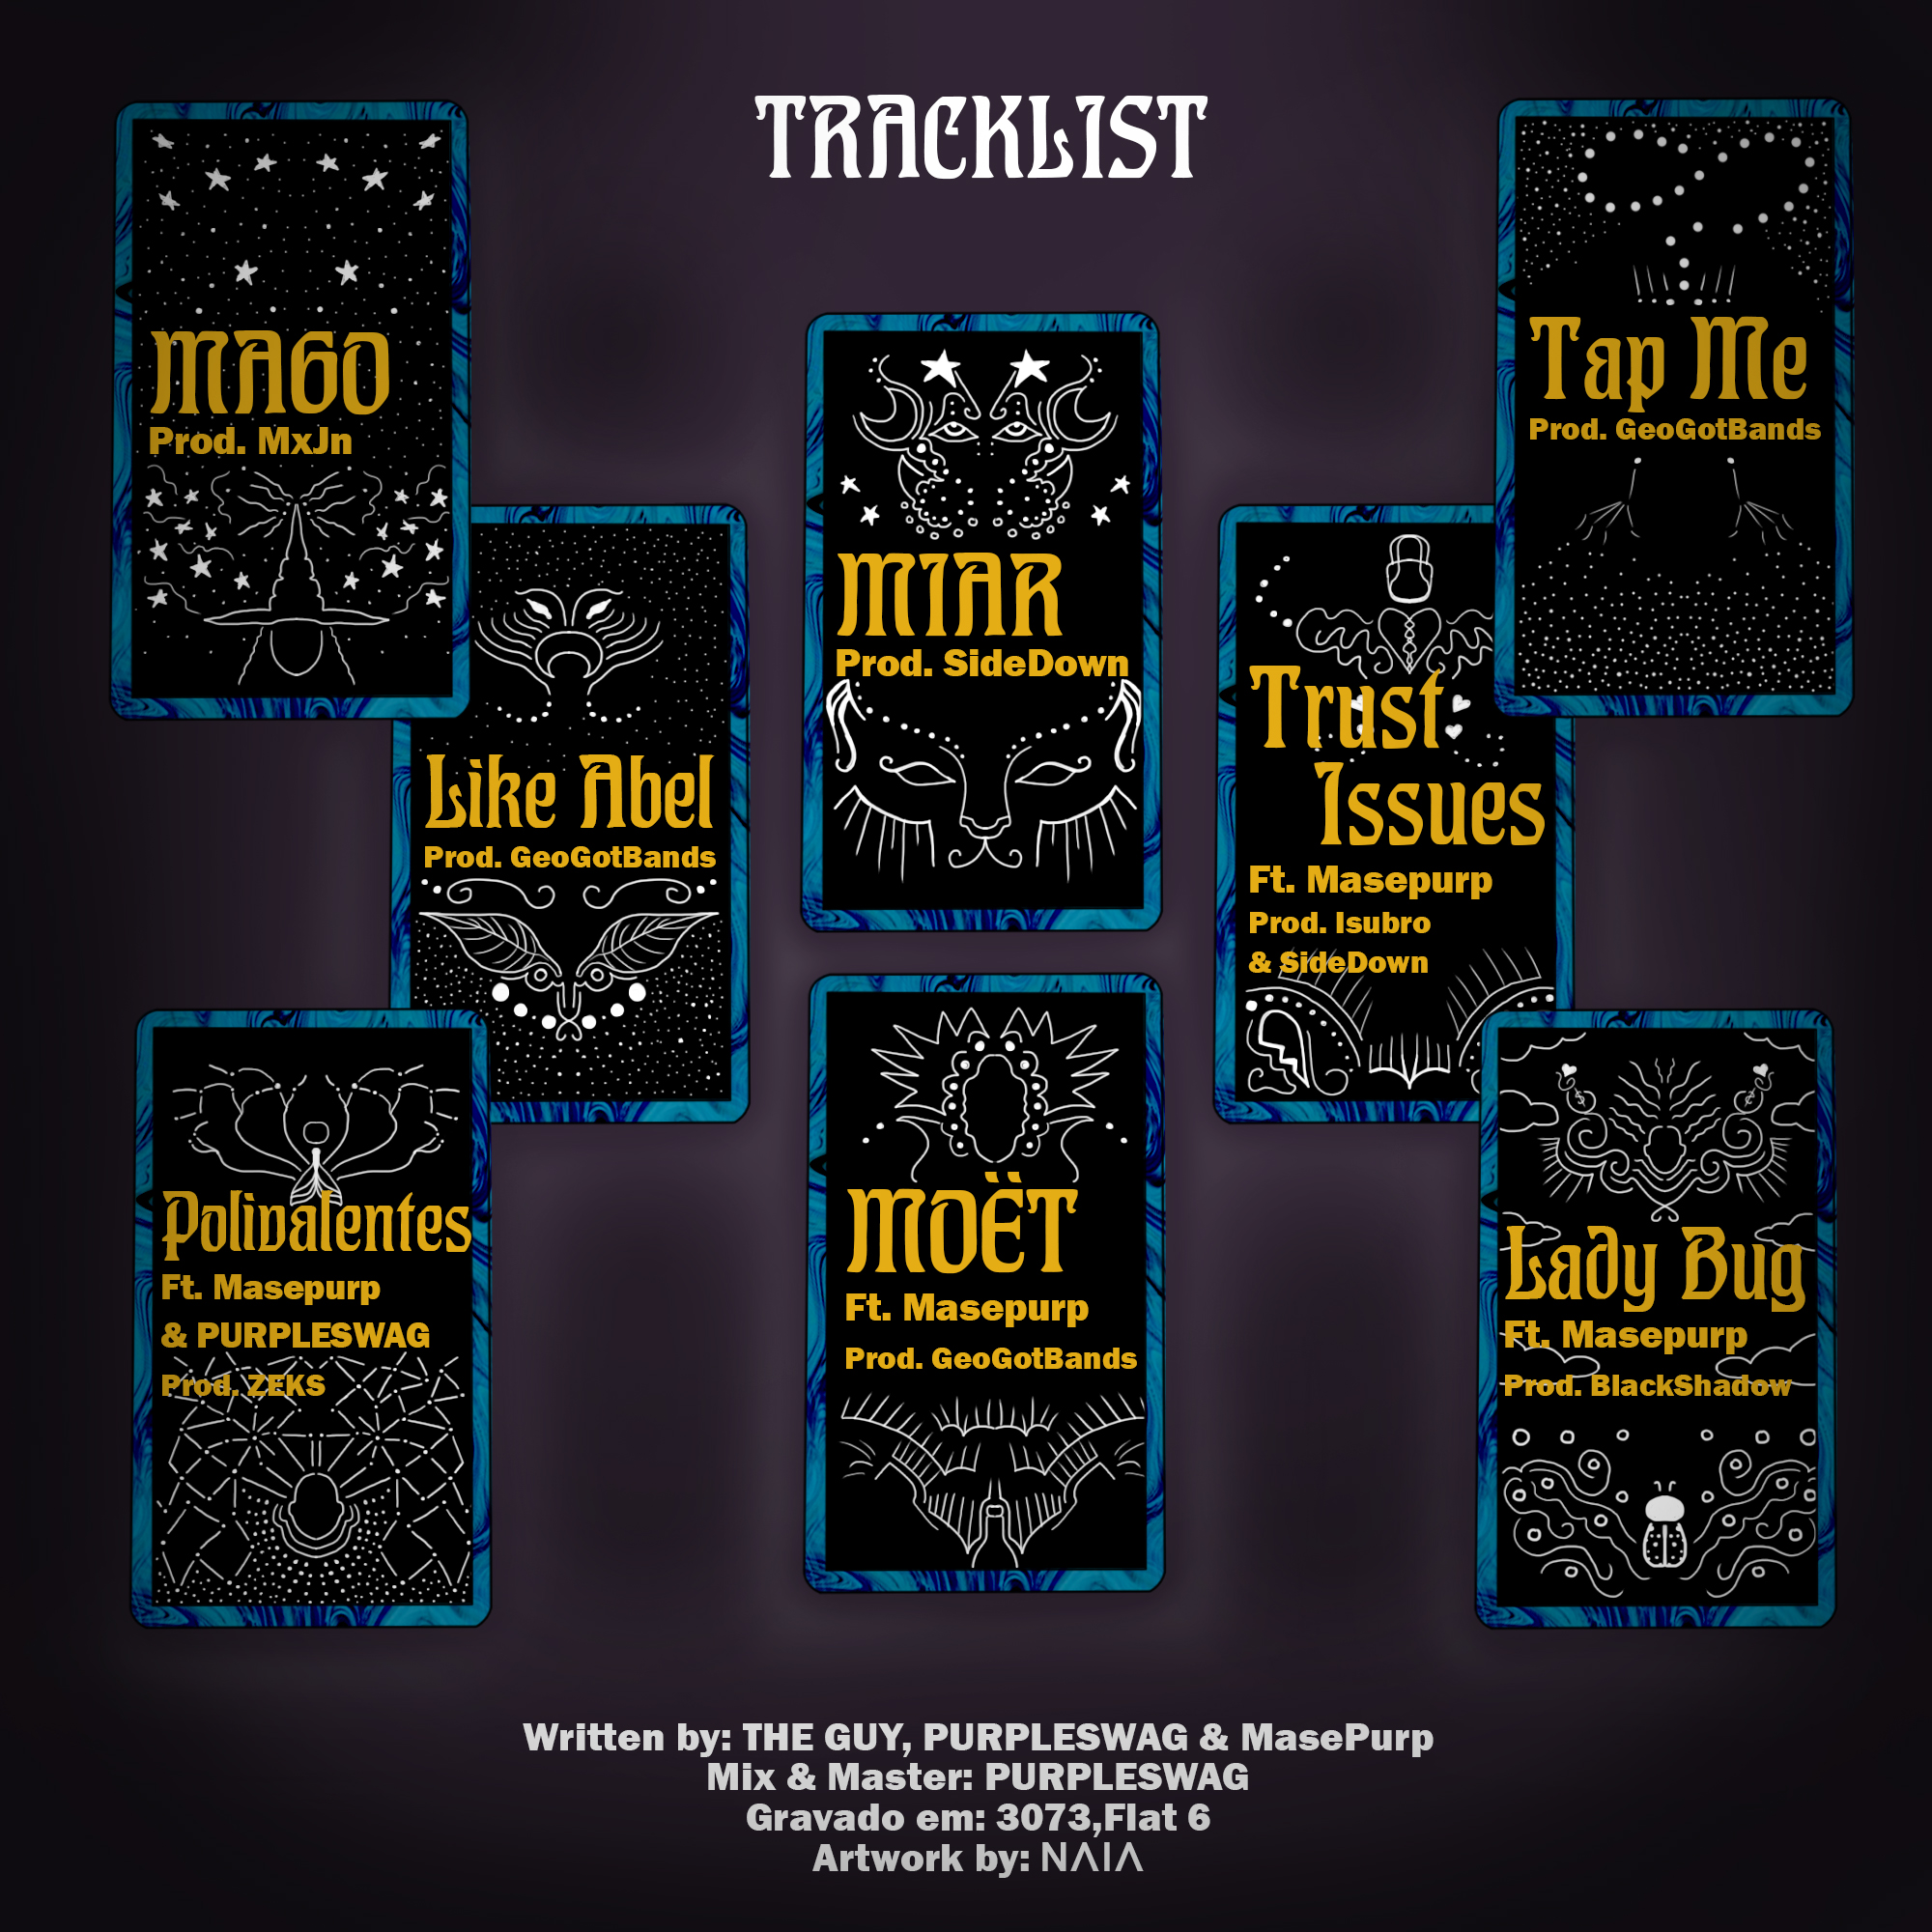 TRACKLIST
MAGO
Prod. MxJn
Like Abel
Prod. GeoGotBands
MIAR
Prod. SideDown
Trust
Issues
Ft. Masepurp
Prod. Isubro
& SideDown
Tap Me
Prod. GeoGotBands
Polivalentes
Ft. Masepurp
& PURPLESWAG
Prod. ZEKS
MOËT
Ft. Masepurp
Prod. GeoGotBands
Lady Bug
Ft. Masepurp
Prod. BlackShadow
Written by: THE GUY, PURPLESWAG & MasePurp
Mix & Master: PURPLESWAG
Gravado em: 3073,Flat 6
Artwork by: NAIA